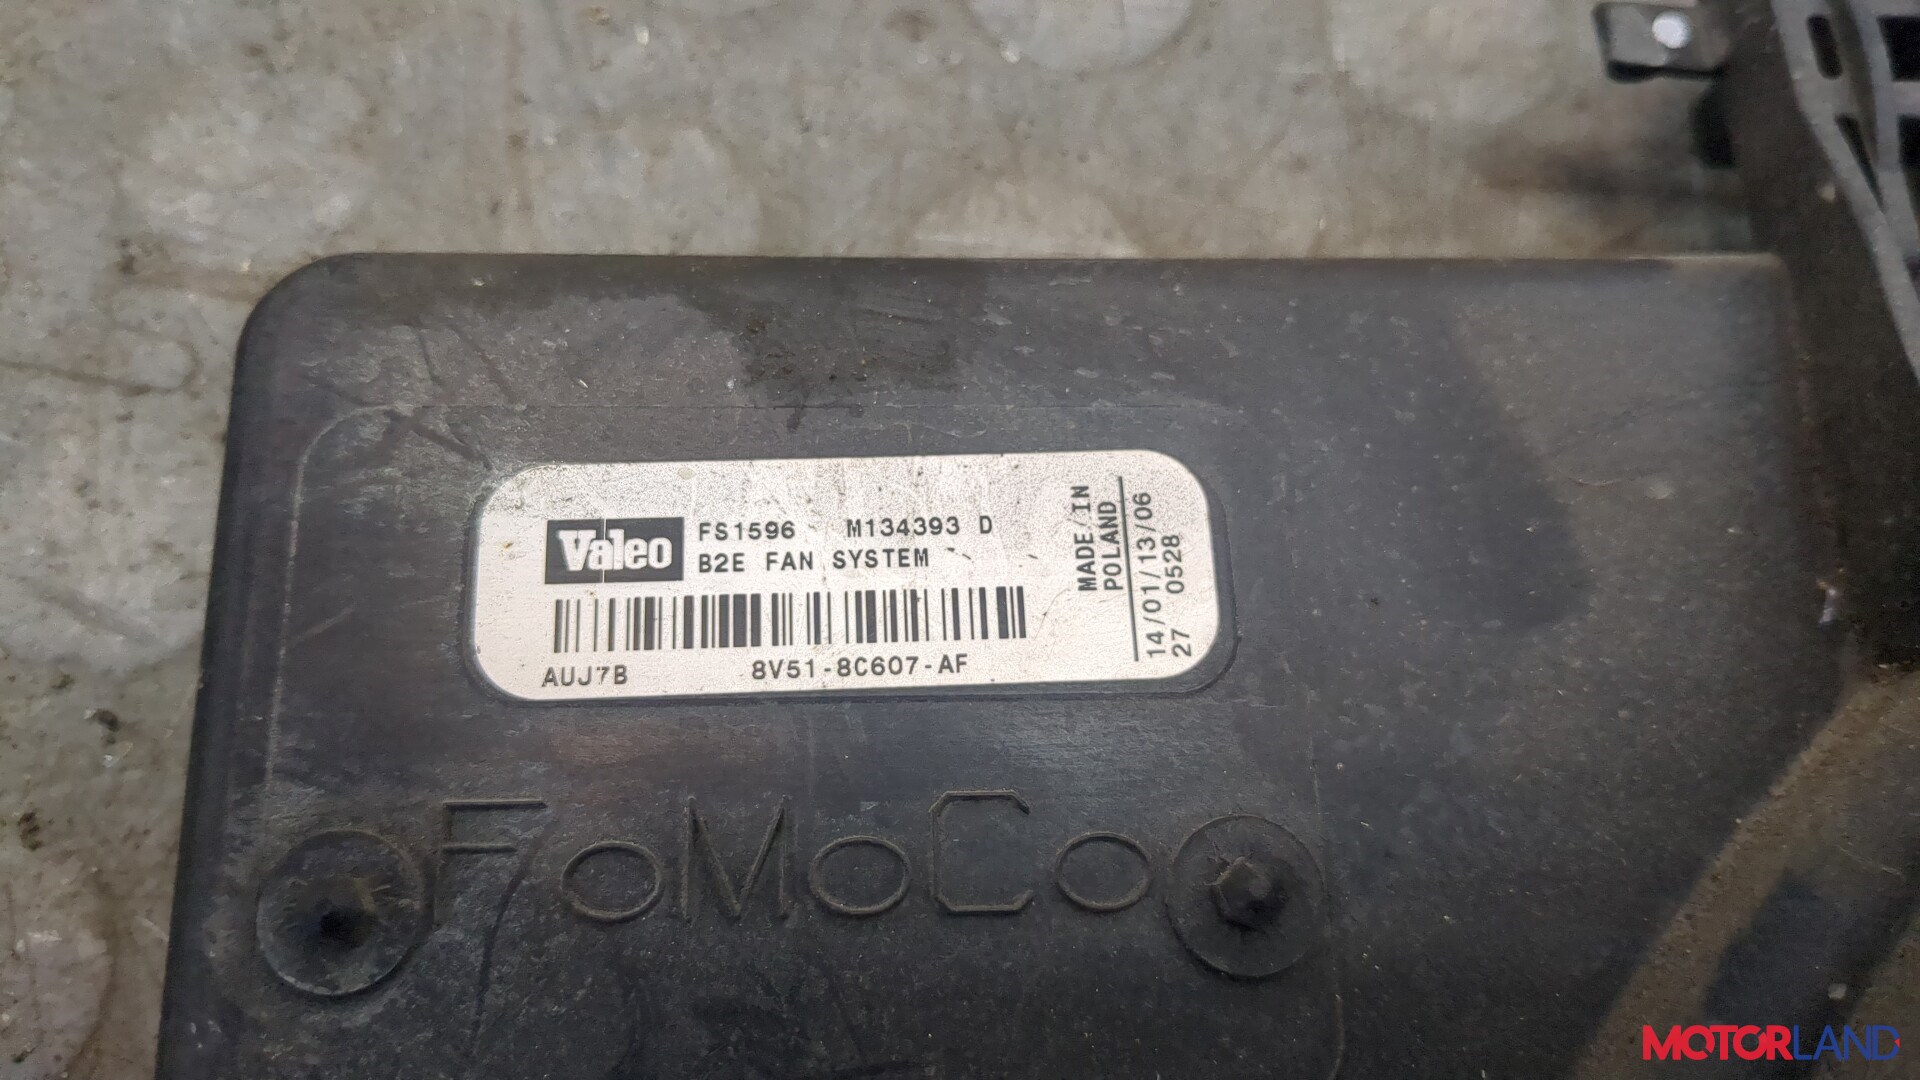 Valeo FS1596 M134393 D
B2E FAN SYSTEM
AUJ7B 8V51-8C607-AF
MADE IN
POLAND
14/01/13/06
27 0528
FoMoCo
MOTORLAND